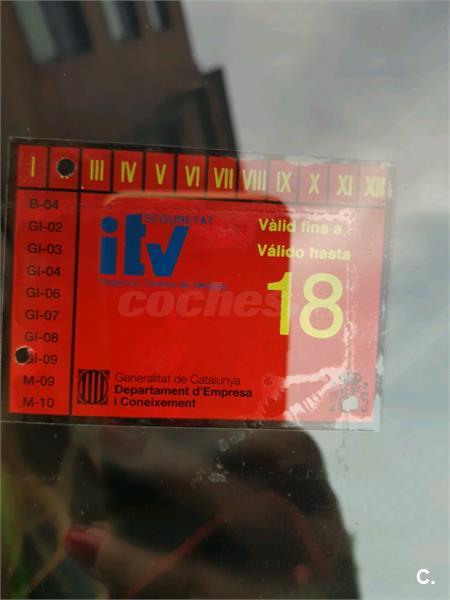 I III IV V VI VII VIII IX X XI XII
B-04
GI-02
GI-03
GI-04
GI-06
GI-07
GI-08
GI-09
M-09
M-10
SEGURETAT
itv
Vàlid fins a
Válido hasta
18
coches
Generalitat de Catalunya
Departament d'Empresa
i Coneixement
C.